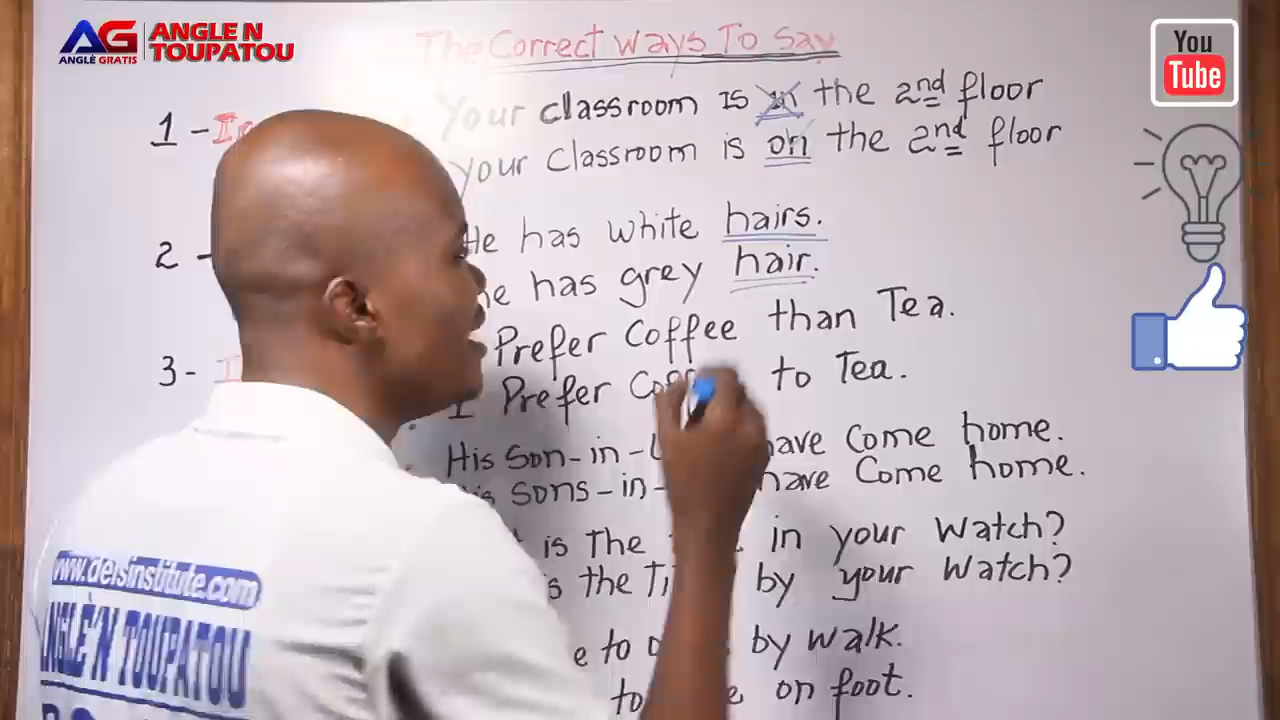 AG
ANGLÈ GRATIS
ANGLE N
TOUPATOU
The Correct Ways To Say
You
Tube
1 -
Your classroom is in the 2nd floor
your classroom is on the 2nd floor
2 -
He has white hairs.
has grey hair.
3 -
Prefer Coffee than Tea.
I Prefer to Tea.
His Son-in- have Come home.
Sons-in- have Come home.
is The in your Watch?
the by your Watch?
to by walk.
to on foot.
www.delsinstitute.com
ANGLÈ'N TOUPATOU